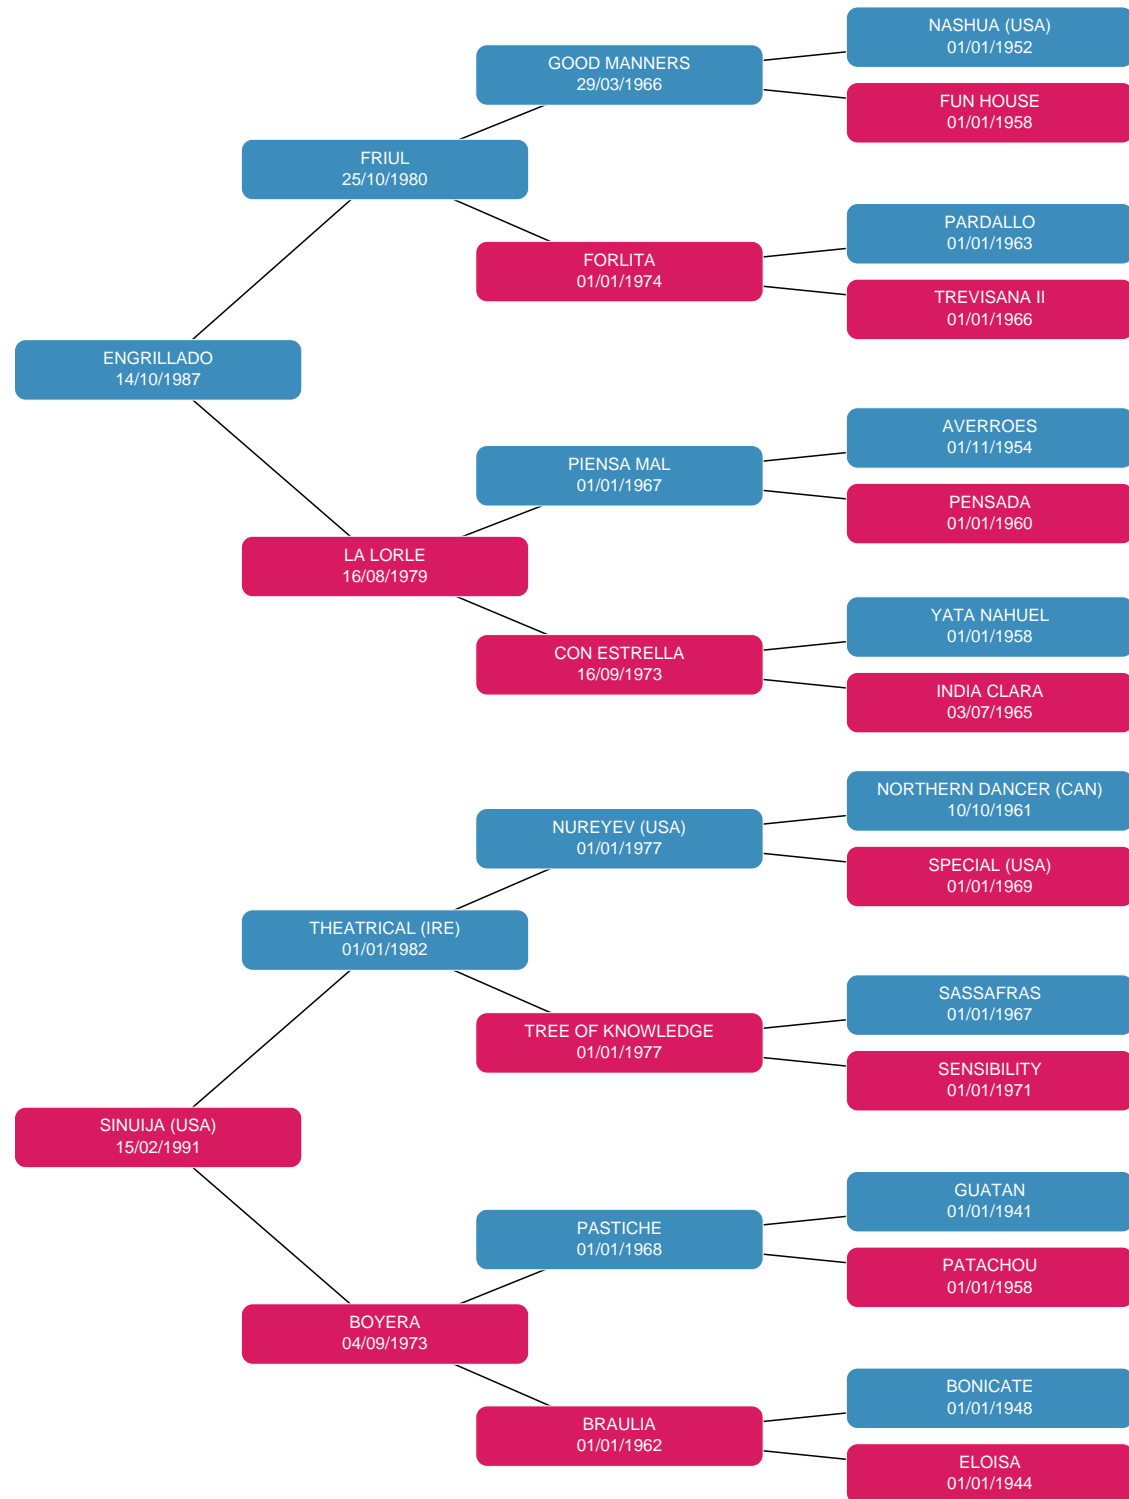 NASHUA (USA)
01/01/1952
GOOD MANNERS
29/03/1966
FUN HOUSE
01/01/1958
FRIUL
25/10/1980
PARDALLO
01/01/1963
FORLITA
01/01/1974
TREVISANA II
01/01/1966
ENGRILLADO
14/10/1987
AVERROES
01/11/1954
PIENSA MAL
01/01/1967
PENSADA
01/01/1960
LA LORLE
16/08/1979
YATA NAHUEL
01/01/1958
CON ESTRELLA
16/09/1973
INDIA CLARA
03/07/1965
NORTHERN DANCER (CAN)
10/10/1961
NUREYEV (USA)
01/01/1977
SPECIAL (USA)
01/01/1969
THEATRICAL (IRE)
01/01/1982
SASSAFRAS
01/01/1967
TREE OF KNOWLEDGE
01/01/1977
SENSIBILITY
01/01/1971
SINUIJA (USA)
15/02/1991
GUATAN
01/01/1941
PASTICHE
01/01/1968
PATACHOU
01/01/1958
BOYERA
04/09/1973
BONICATE
01/01/1948
BRAULIA
01/01/1962
ELOISA
01/01/1944